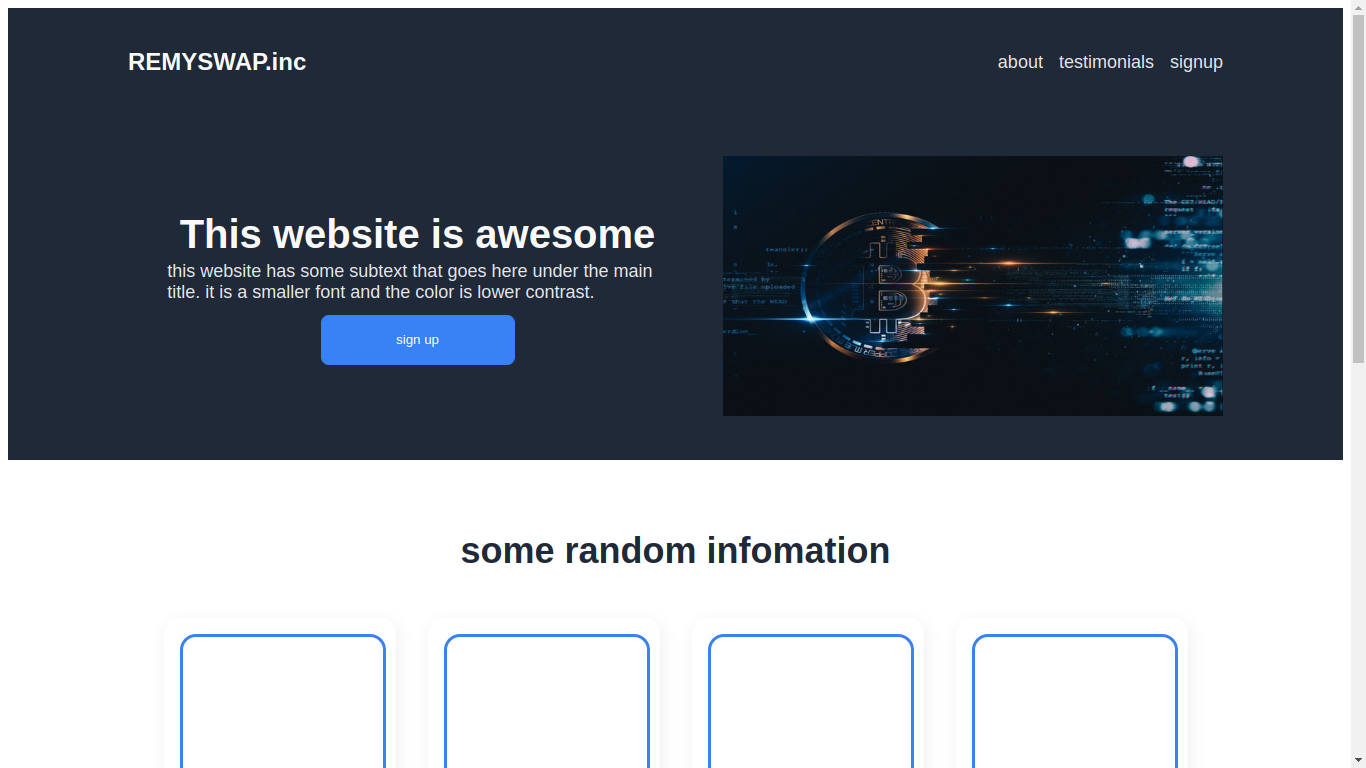 REMYSWAP.inc
about testimonials signup
This website is awesome
this website has some subtext that goes here under the main
title. it is a smaller font and the color is lower contrast.
sign up
some random infomation